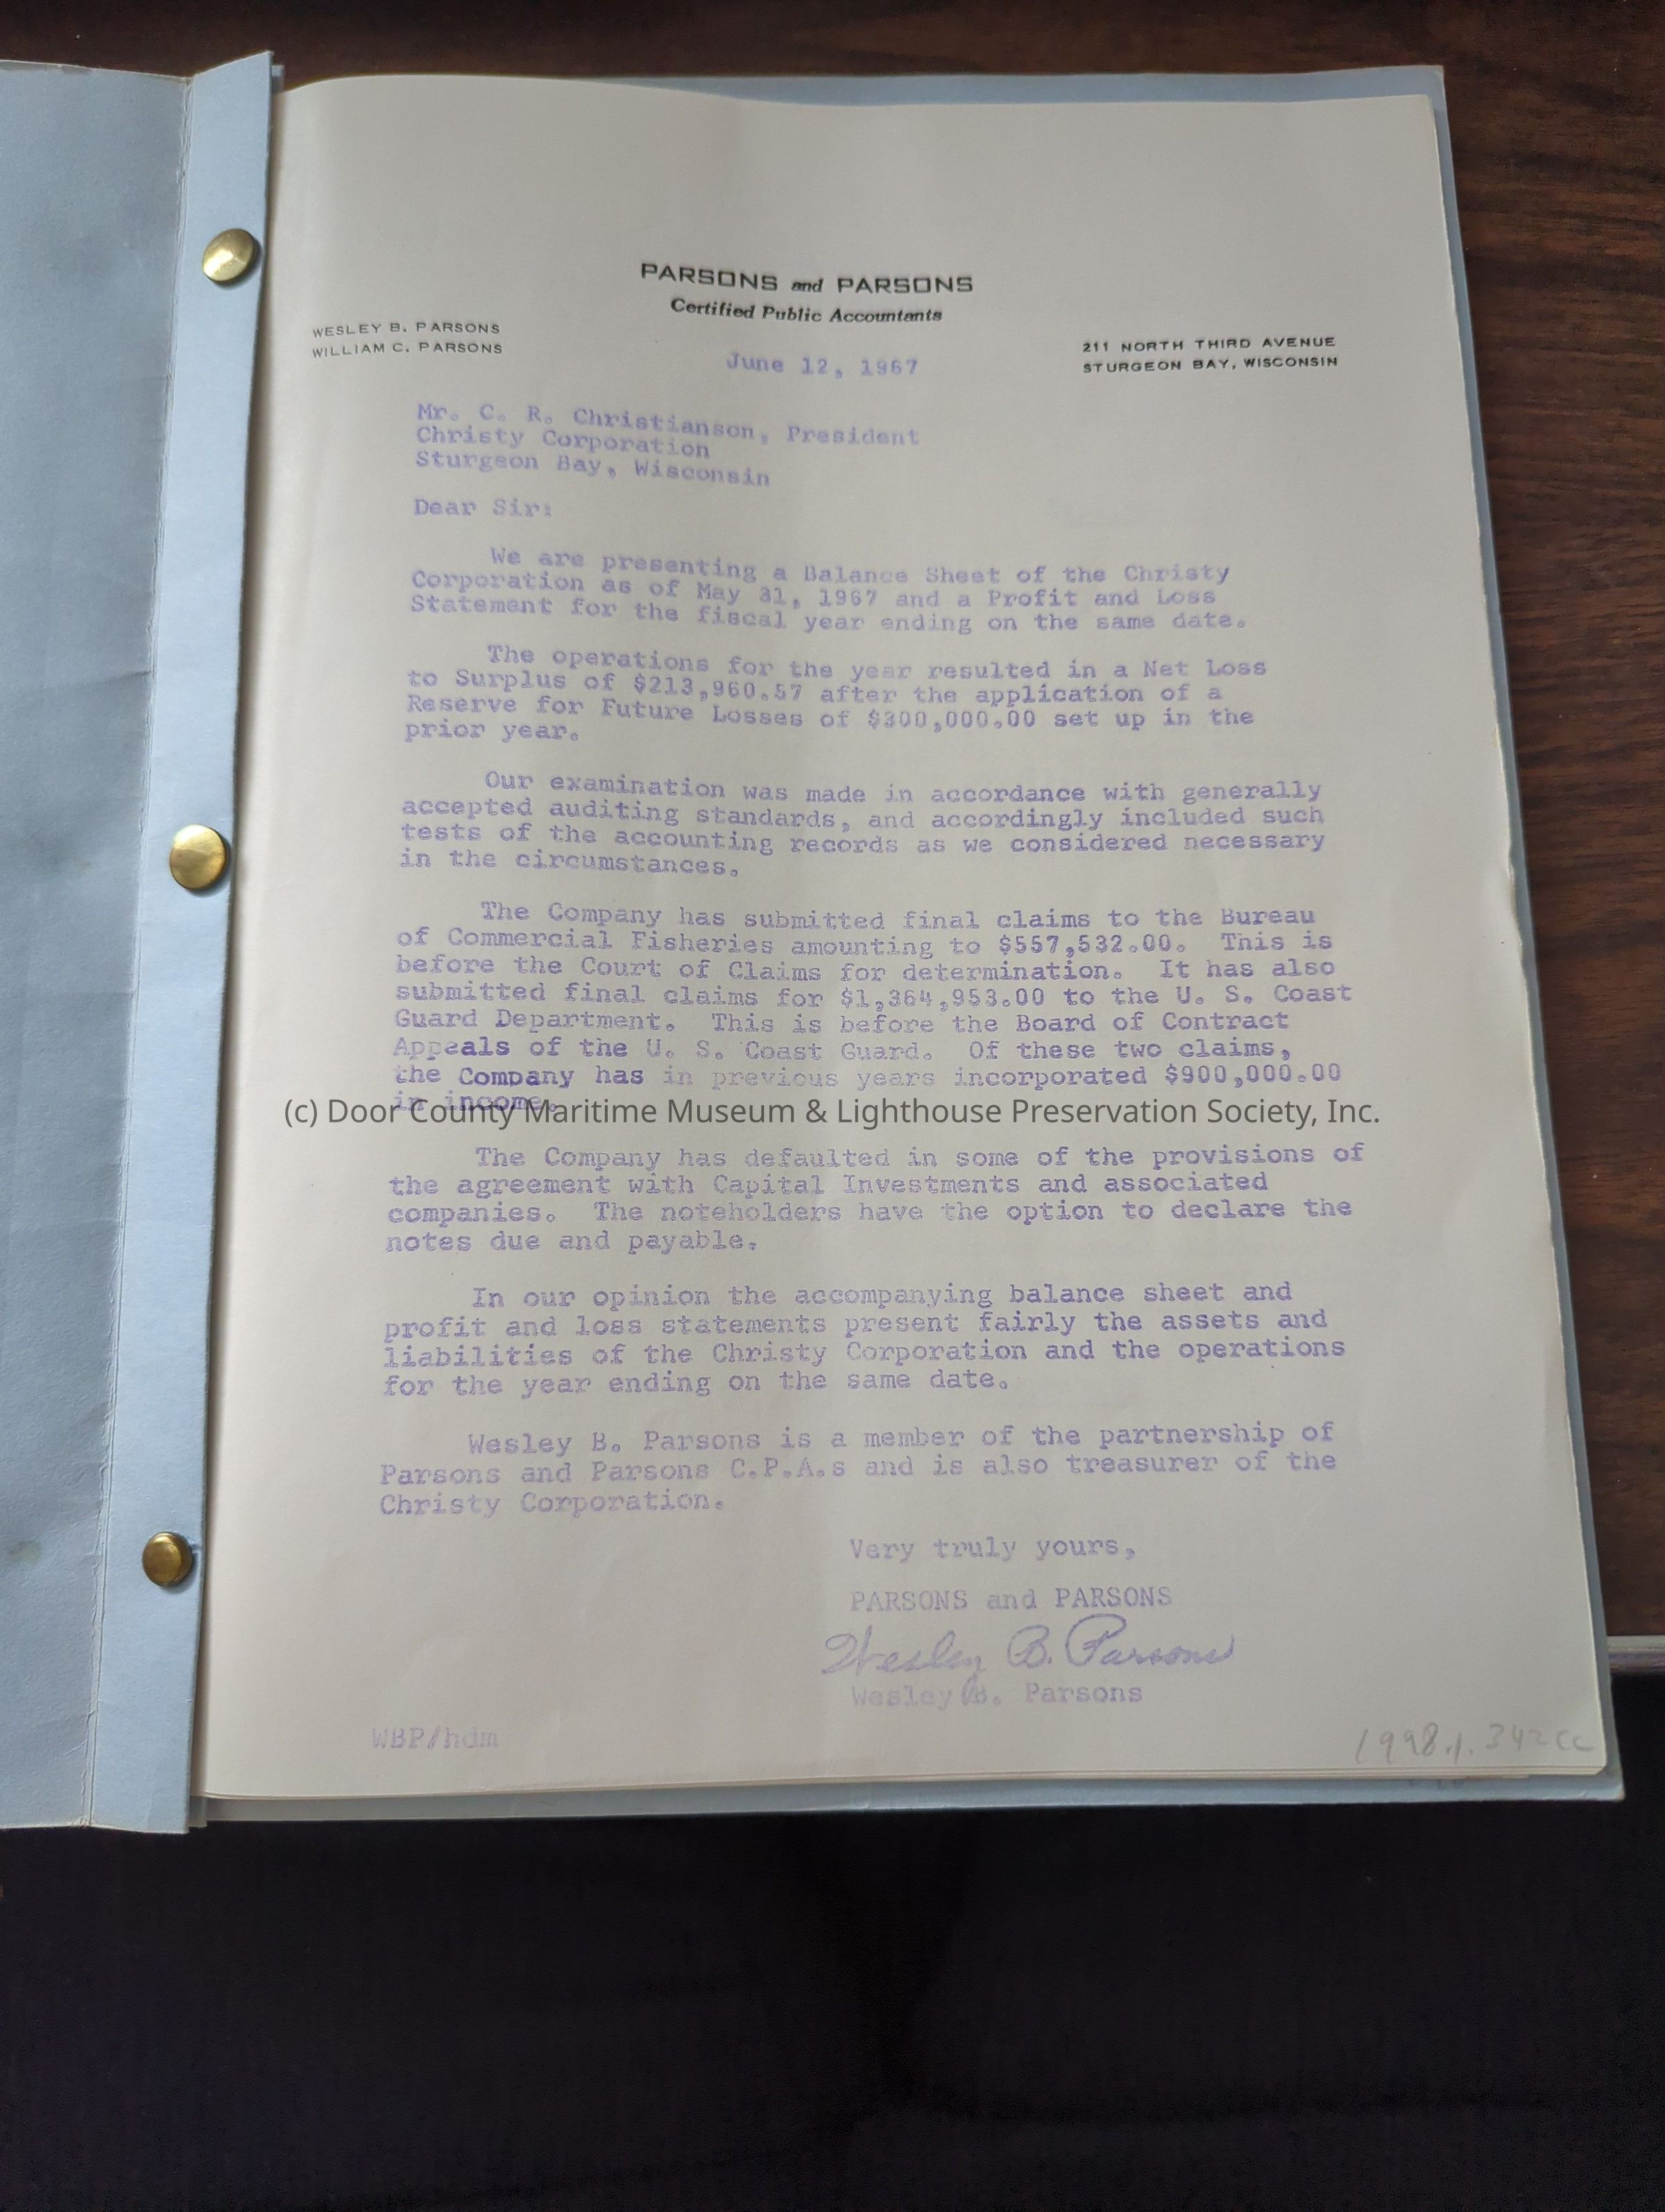 PARSONS and PARSONS
Certified Public Accountants
WESLEY B. PARSONS
WILLIAM C. PARSONS
211 NORTH THIRD AVENUE
STURGEON BAY, WISCONSIN
June 12, 1967
Mr. C. R. Christianson, President
Christy Corporation
Sturgeon Bay, Wisconsin
Dear Sir:
We are presenting a Balance Sheet of the Christy
Corporation as of May 31, 1967 and a Profit and Loss
Statement for the fiscal year ending on the same date.
The operations for the year resulted in a Net Loss
to Surplus of $213,960.57 after the application of a
Reserve for Future Losses of $300,000.00 set up in the
prior year.
Our examination was made in accordance with generally
accepted auditing standards, and accordingly included such
tests of the accounting records as we considered necessary
in the circumstances.
The Company has submitted final claims to the Bureau
of Commercial Fisheries amounting to $557,532.00. This is
before the Court of Claims for determination. It has also
submitted final claims for $1,364,953.00 to the U. S. Coast
Guard Department. This is before the Board of Contract
Appeals of the U. S. Coast Guard. Of these two claims,
the Company has in previous years incorporated $900,000.00
in income.
(c) Door County Maritime Museum & Lighthouse Preservation Society, Inc.
The Company has defaulted in some of the provisions of
the agreement with Capital Investments and associated
companies. The noteholders have the option to declare the
notes due and payable.
In our opinion the accompanying balance sheet and
profit and loss statements present fairly the assets and
liabilities of the Christy Corporation and the operations
for the year ending on the same date.
Wesley B. Parsons is a member of the partnership of
Parsons and Parsons C.P.A.s and is also treasurer of the
Christy Corporation.
Very truly yours,
PARSONS and PARSONS
Wesley B. Parsons
Wesley B. Parsons
WBP/hdm
1998.1.342cc